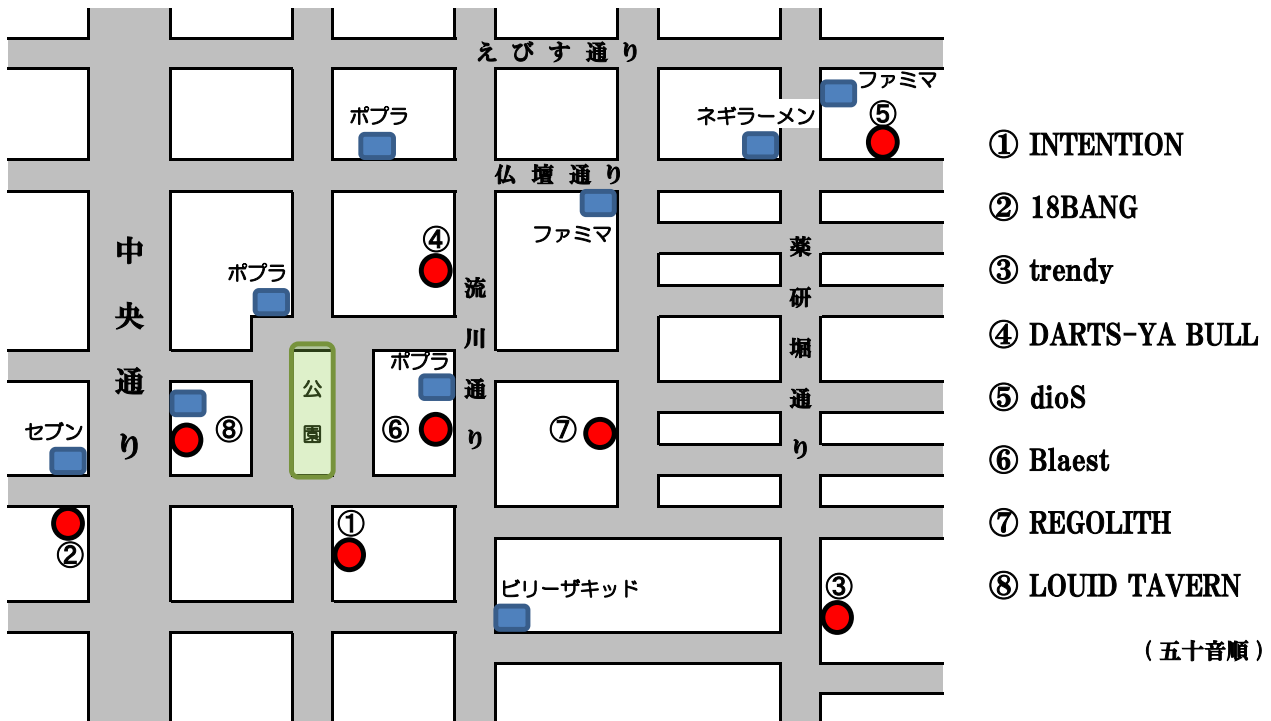 えびす通り
ファミマ
ポプラ
ネギラーメン
⑤
仏壇通り
ファミマ
④
ポプラ
中央通り
流川通り
薬研堀通り
ポプラ
公園
セブン
⑧
⑥
⑦
①
②
ビリーザキッド
③
① INTENTION
② 18BANG
③ trendy
④ DARTS-YA BULL
⑤ dioS
⑥ Blaest
⑦ REGOLITH
⑧ LOUID TAVERN
(五十音順)